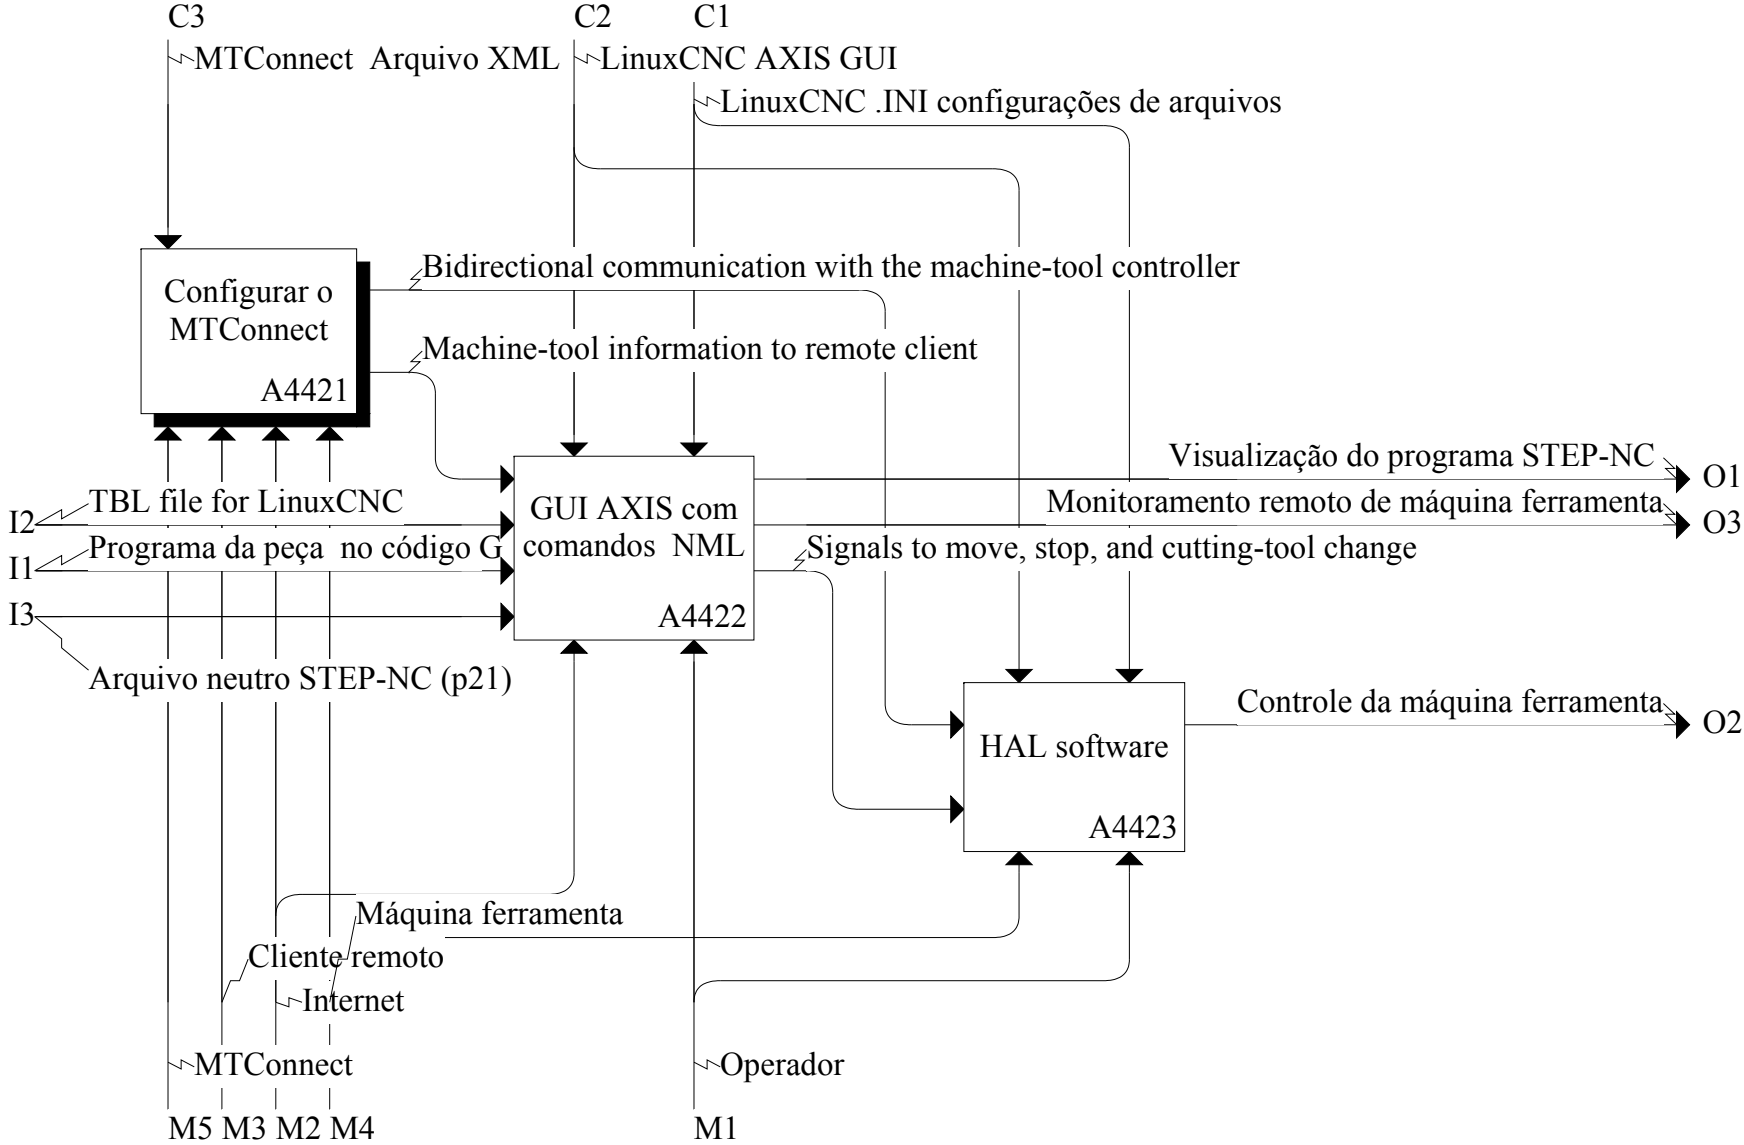 C3
C2
C1
MTConnect  Arquivo XML
LinuxCNC AXIS GUI
LinuxCNC .INI configurações de arquivos
Configurar o
MTConnect
A4421
Bidirectional communication with the machine-tool controller
Machine-tool information to remote client
Visualização do programa STEP-NC
O1
I2
TBL file for LinuxCNC
GUI AXIS com
comandos  NML
A4422
Monitoramento remoto de máquina ferramenta
O3
I1
Programa da peça  no código G
Signals to move, stop, and cutting-tool change
I3
Arquivo neutro STEP-NC (p21)
Controle da máquina ferramenta
O2
HAL software
A4423
Máquina ferramenta
Cliente remoto
Internet
MTConnect
Operador
M5
M3
M2
M4
M1